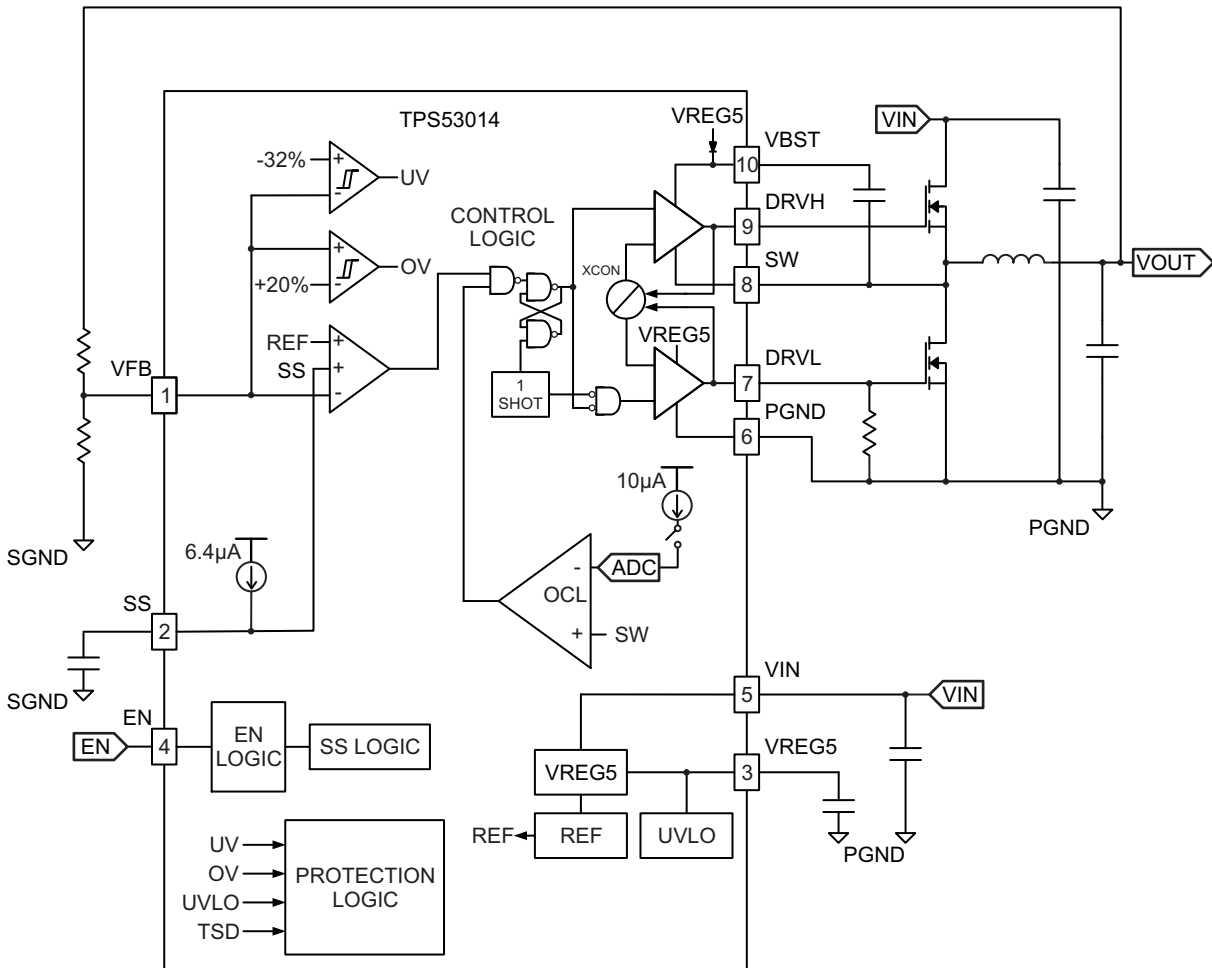 TPS53014
VREG5
VIN
VBST
10
-32%
+
-
UV
DRVH
9
CONTROL
LOGIC
+
-
OV
+20%
XCON
SW
8
VOUT
REF
+
SS
+
-
VREG5
VFB
1
DRVL
7
1
SHOT
PGND
6
10µA
PGND
SGND
6.4µA
-
ADC
OCL
+
SW
SS
2
SGND
VIN
5
VIN
EN
EN
4
EN
LOGIC
SS LOGIC
VREG5
VREG5
3
REF
REF
UVLO
PGND
UV
OV
UVLO
TSD
PROTECTION
LOGIC